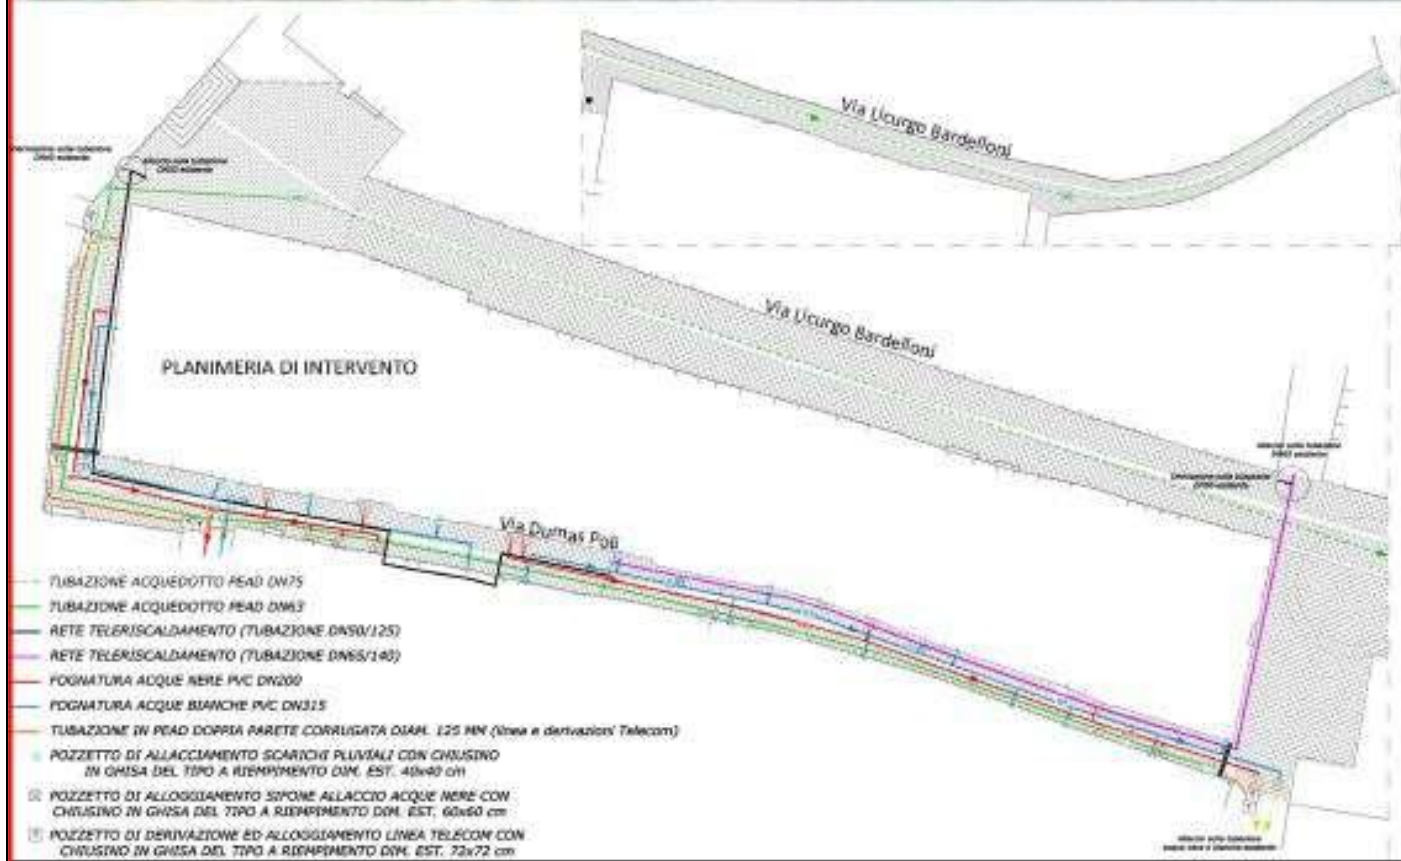 Via Licurgo Bardelloni
Via Licurgo Bardelloni
PLANIMERIA DI INTERVENTO
Via Dumas Poli
TUBAZIONE ACQUEDOTTO PEAD DN75
TUBAZIONE ACQUEDOTTO PEAD DN63
RETE TELERISCALDAMENTO (TUBAZIONE DN50/125)
RETE TELERISCALDAMENTO (TUBAZIONE DN65/140)
FOGNATURA ACQUE NERE PVC DN200
FOGNATURA ACQUE BIANCHE PVC DN315
TUBAZIONE IN PEAD DOPPIA PARETE CORRUGATA DIAM. 125 MM (linea e derivazioni Telecom)
POZZETTO DI ALLACCIAMENTO SCARICHI PLUVIALI CON CHIUSINO
IN GHISA DEL TIPO A RIEMPIMENTO DIM. EST. 40x40 cm
POZZETTO DI ALLOGGIAMENTO SIFONE ALLACCIO ACQUE NERE CON
CHIUSINO IN GHISA DEL TIPO A RIEMPIMENTO DIM. EST. 60x60 cm
POZZETTO DI DERIVAZIONE ED ALLOGGIAMENTO LINEA TELECOM CON
CHIUSINO IN GHISA DEL TIPO A RIEMPIMENTO DIM. EST. 72x72 cm